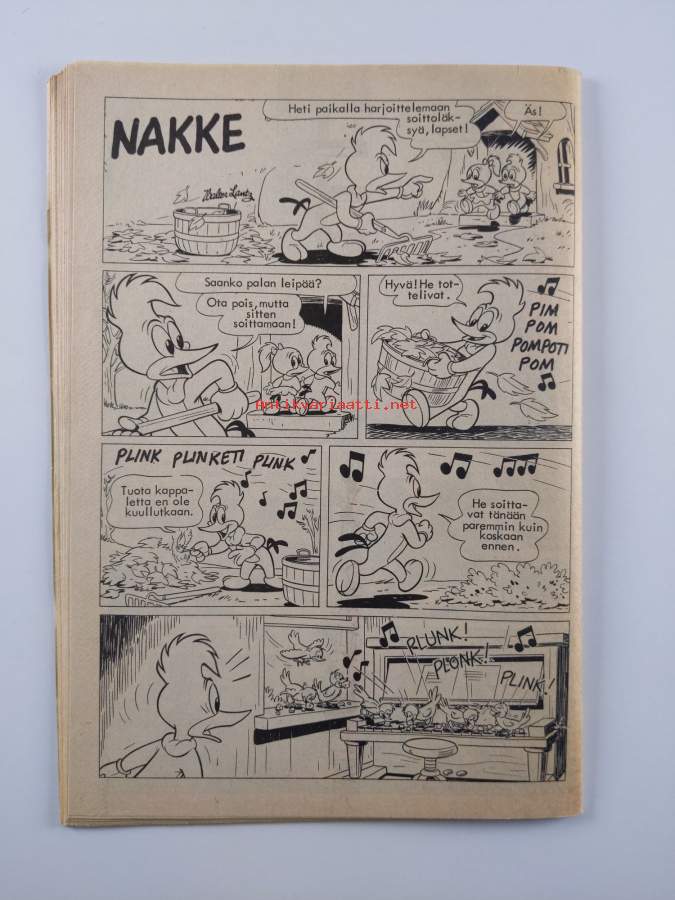 NAKKE
Heti paikalla harjoittelemaan
soittoläk-
syä, lapset!
Äs!
Walter Lantz
Saanko palan leipää?
Ota pois, mutta
sitten
soittamaan!
Hyvä! He tot-
telivat.
PIM
POM
POMPOTI
POM
Antikvariaatti.net
PLINK PLINKETI PLINK
Tuota kappa-
letta en ole
kuullutkaan.
He soitta-
vat tänään
paremmin kuin
koskaan
ennen.
PLUNK!
PLONK!
PLINK!